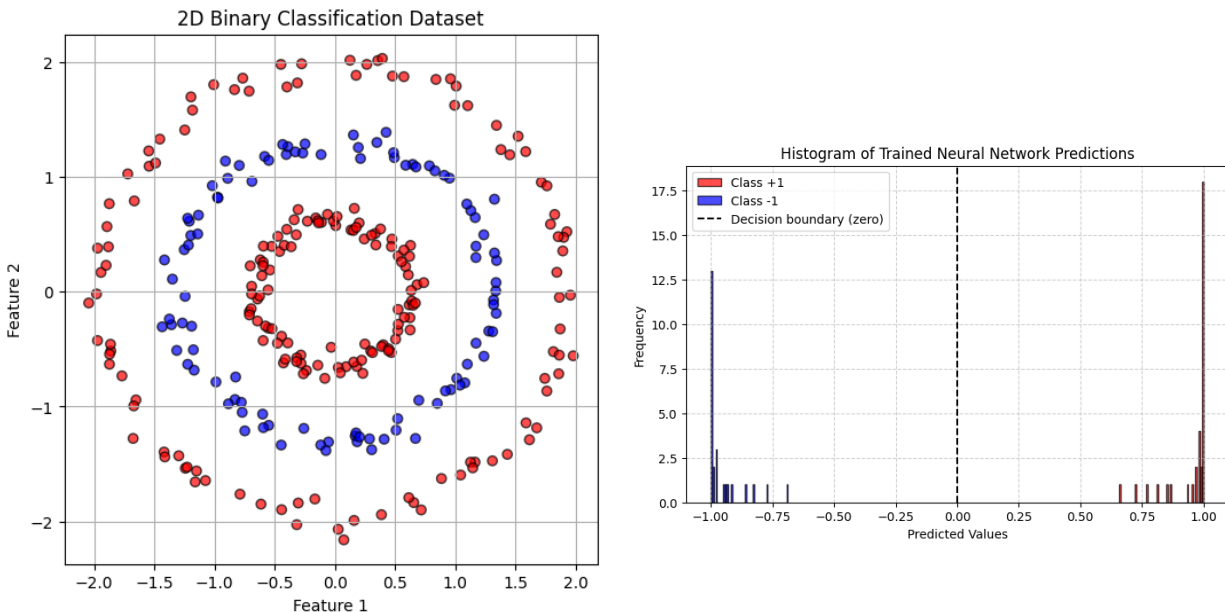 2D Binary Classification Dataset
2
1
0
−1
−2
Feature 2
−2.0 −1.5 −1.0 −0.5 0.0 0.5 1.0 1.5 2.0
Feature 1
Histogram of Trained Neural Network Predictions
Class +1
Class -1
Decision boundary (zero)
17.5
15.0
12.5
10.0
7.5
5.0
2.5
0.0
Frequency
−1.00 −0.75 −0.50 −0.25 0.00 0.25 0.50 0.75 1.00
Predicted Values